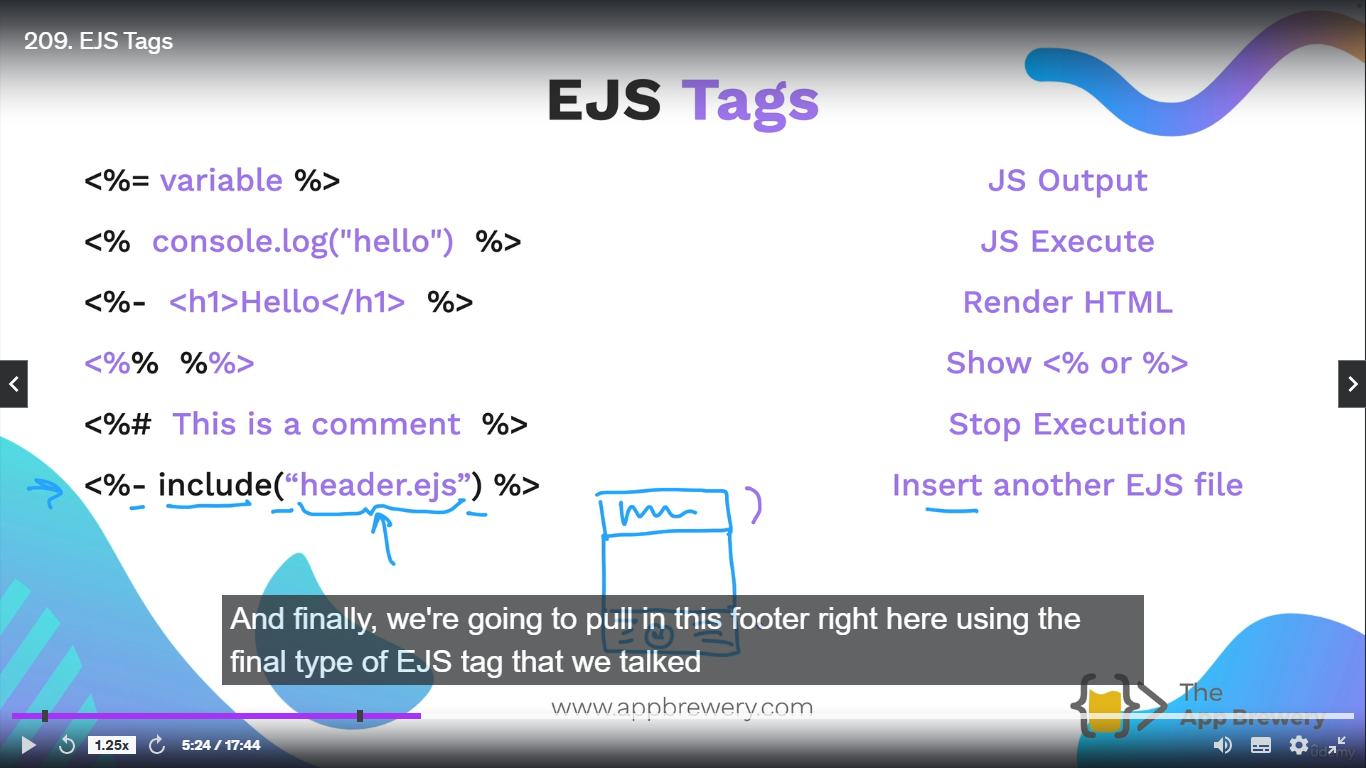 209. EJS Tags
EJS Tags
<%= variable %> JS Output
<% console.log("hello") %> JS Execute
<%- <h1>Hello</h1> %> Render HTML
<%% %%> Show <% or %>
<%# This is a comment %> Stop Execution
<%- include(“header.ejs”) %> Insert another EJS file
And finally, we're going to pull in this footer right here using the
final type of EJS tag that we talked
www.appbrewery.com
The
App Brewery
1.25x 5:24 / 17:44
ûdemy